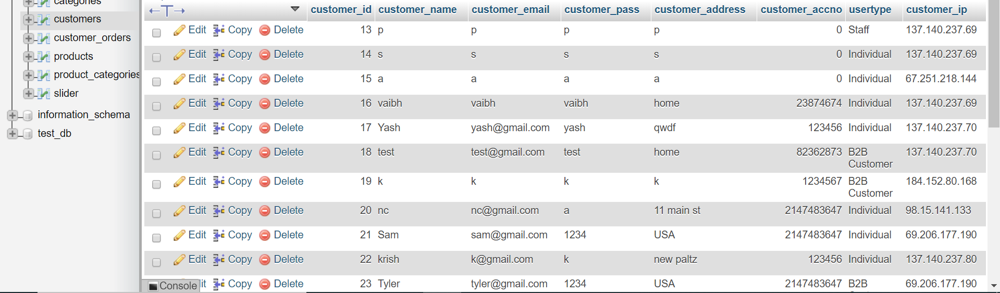 categories
customers
customer_orders
products
product_categories
slider
information_schema
test_db
customer_id customer_name customer_email customer_pass customer_address customer_accno usertype customer_ip
Edit Copy Delete 13 p p p p 0 Staff 137.140.237.69
Edit Copy Delete 14 s s s s 0 Individual 137.140.237.69
Edit Copy Delete 15 a a a a 0 Individual 67.251.218.144
Edit Copy Delete 16 vaibh vaibh vaibh home 23874674 Individual 137.140.237.69
Edit Copy Delete 17 Yash yash@gmail.com yash qwdf 123456 Individual 137.140.237.70
Edit Copy Delete 18 test test@gmail.com test home 82362873 B2B 137.140.237.70
Customer
Edit Copy Delete 19 k k k k 1234567 B2B 184.152.80.168
Customer
Edit Copy Delete 20 nc nc@gmail.com a 11 main st 2147483647 Individual 98.15.141.133
Edit Copy Delete 21 Sam sam@gmail.com 1234 USA 2147483647 Individual 69.206.177.190
Edit Copy Delete 22 krish k@gmail.com k new paltz 123456 Individual 137.140.237.80
Console it Copy Delete 23 Tyler tyler@gmail.com 1234 USA 2147483647 B2B 69.206.177.190